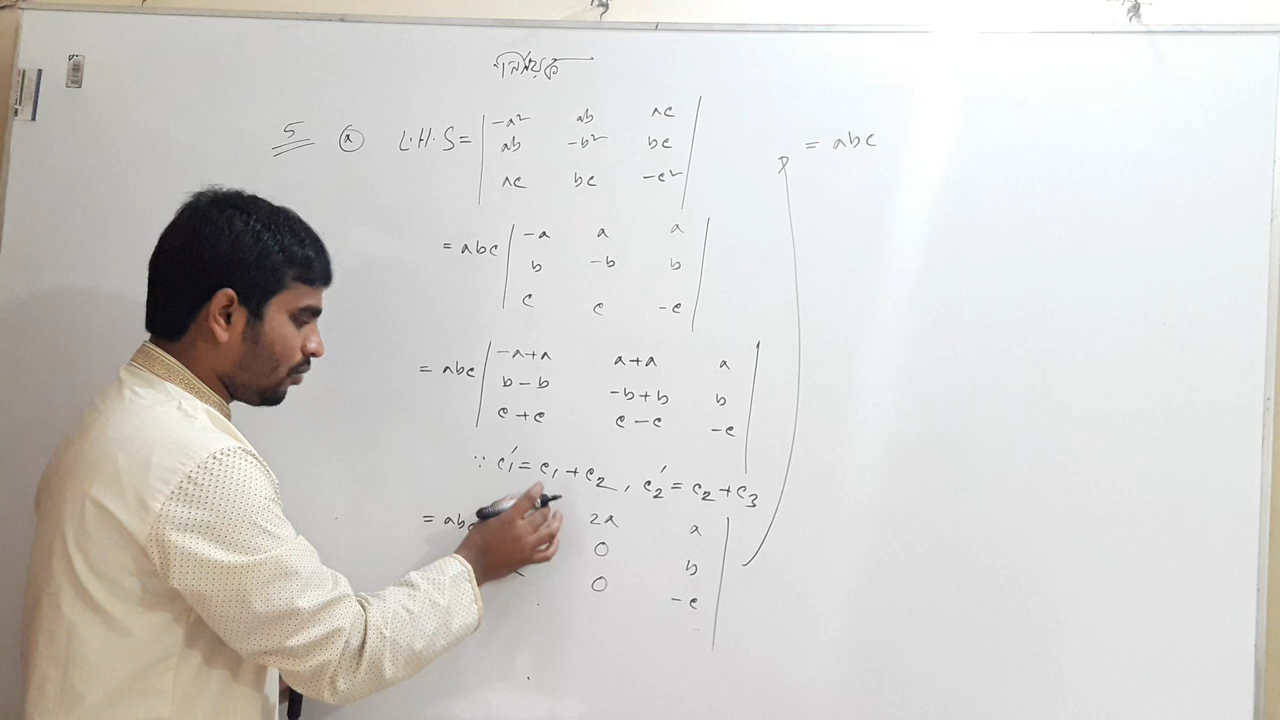 নির্ণায়ক
5 (a) L.H.S = | -a² ab ac |
| ab -b² bc |
| ac bc -c² |
= abc | -a a a |
| b -b b |
| c c -c |
= abc | -a+a a+a a |
| b-b -b+b b |
| c+c c-c -c |
∵ c₁′ = c₁ + c₂, c₂′ = c₂ + c₃
= abc 2a a |
0 b |
0 -c |
= abc